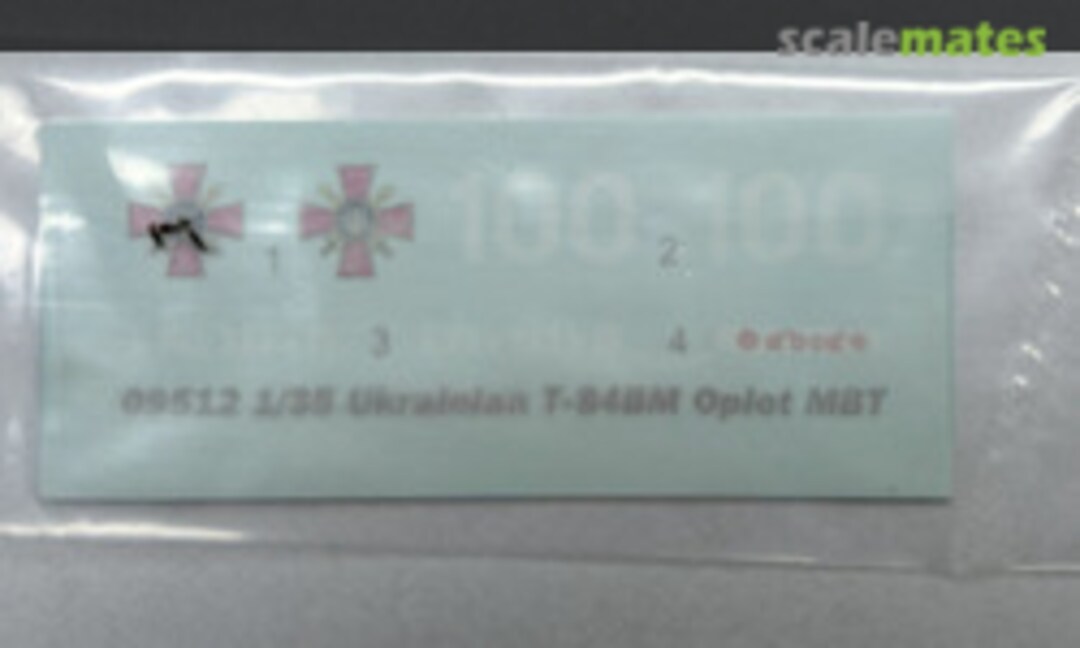 scalemates
100 100
1 2
3 4
09512 1/35 Ukrainian T-84BM Oplot MBT